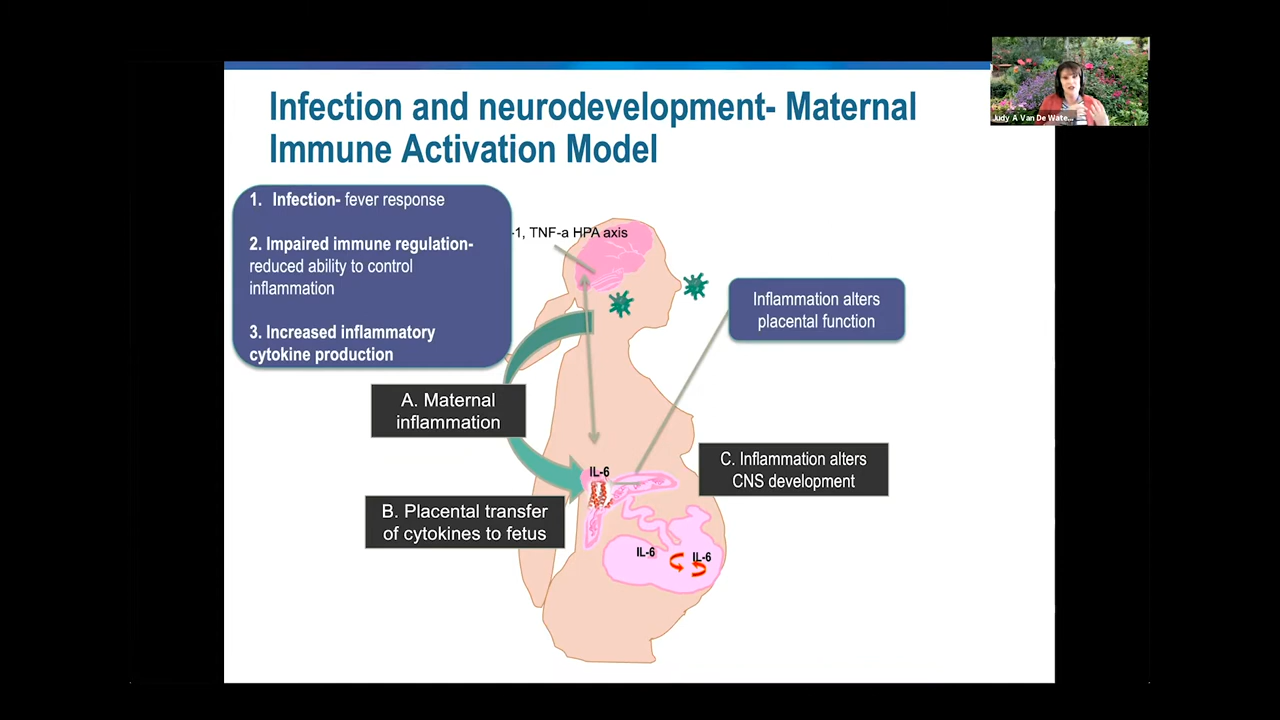 Infection and neurodevelopment- Maternal
Immune Activation Model
1. Infection- fever response
2. Impaired immune regulation-
reduced ability to control
inflammation
3. Increased inflammatory
cytokine production
-1, TNF-a HPA axis
Inflammation alters
placental function
A. Maternal
inflammation
C. Inflammation alters
CNS development
B. Placental transfer
of cytokines to fetus
IL-6
IL-6
IL-6
Judy A Van De Wate...